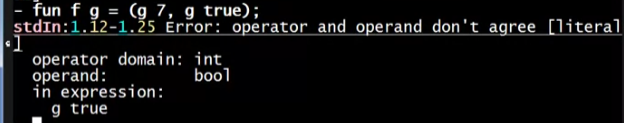 - fun f g = (g 7, g true);
stdIn:1.12-1.25 Error: operator and operand don't agree [literal
]
operator domain: int
operand: bool
in expression:
g true